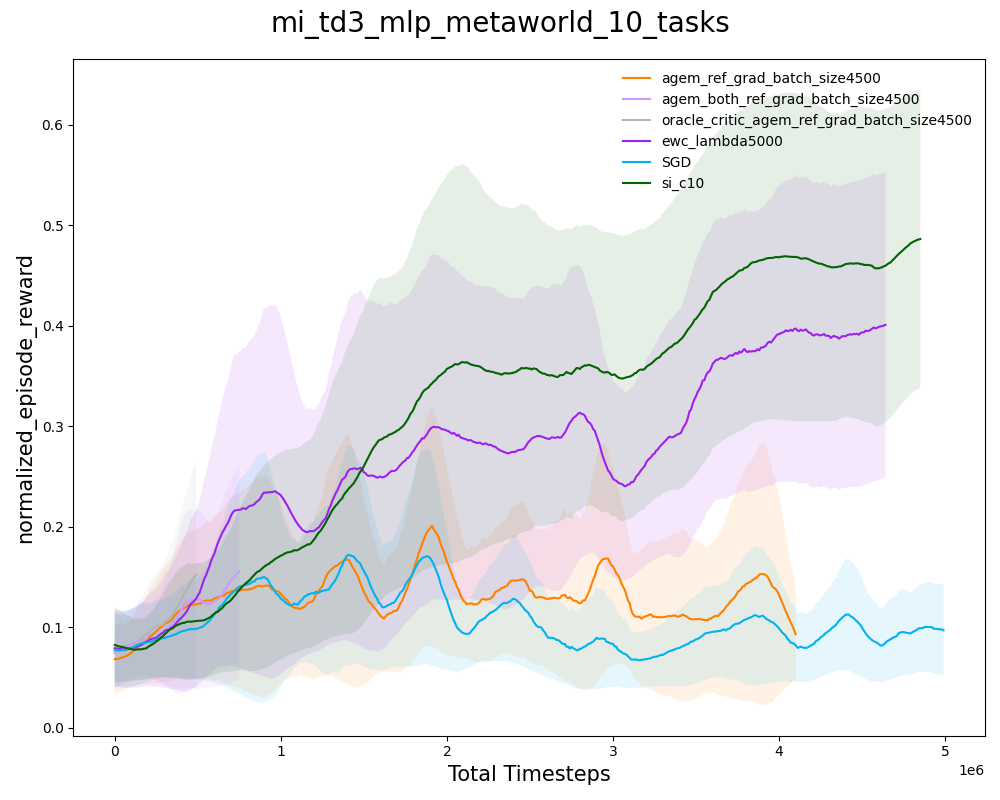 mi_td3_mlp_metaworld_10_tasks
agem_ref_grad_batch_size4500
agem_both_ref_grad_batch_size4500
oracle_critic_agem_ref_grad_batch_size4500
ewc_lambda5000
SGD
si_c10
normalized_episode_reward
0.6
0.5
0.4
0.3
0.2
0.1
0.0
0 1 2 3 4 5
1e6
Total Timesteps